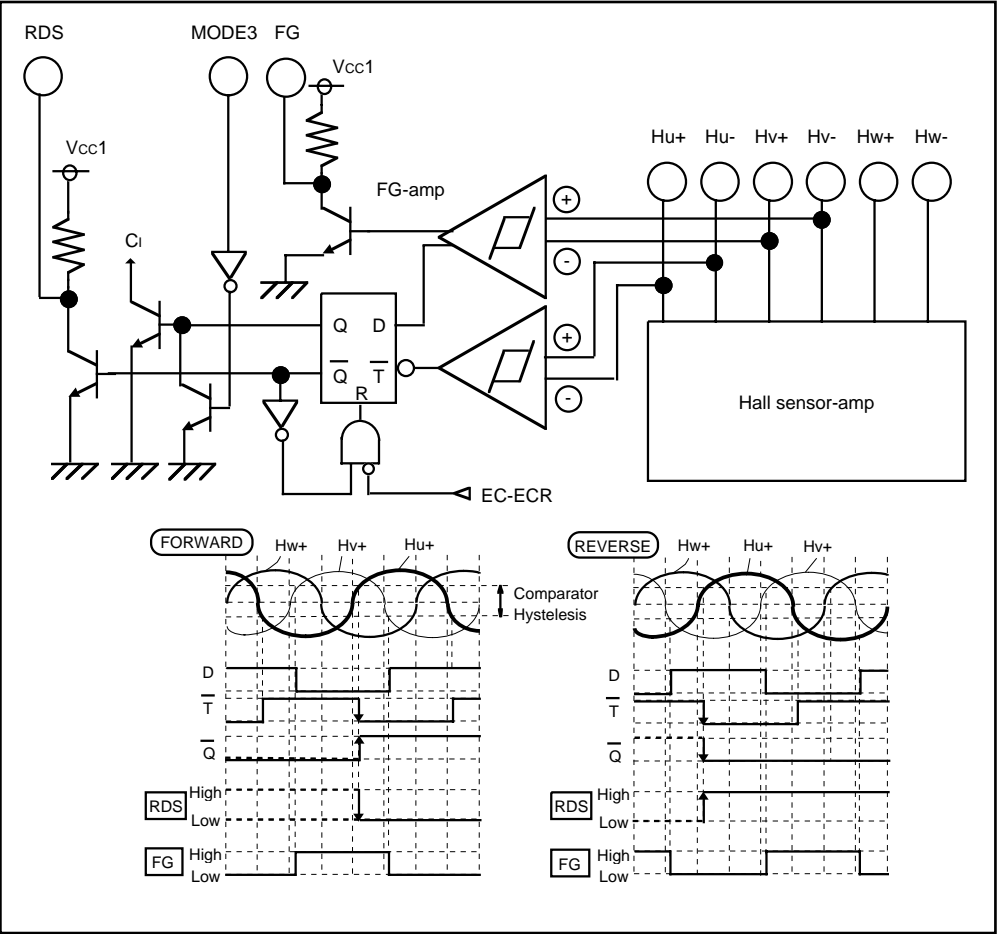 RDS MODE3 FG
Vcc1
Hu+ Hu- Hv+ Hv- Hw+ Hw-
Vcc1
FG-amp
+
CI
-
Q D
+
Q T
R
-
Hall sensor-amp
EC-ECR
FORWARD
Hw+ Hv+ Hu+
Comparator
Hystelesis
D
T
Q
RDS
High
Low
FG
High
Low
REVERSE
Hw+ Hu+ Hv+
D
T
Q
RDS
High
Low
FG
High
Low